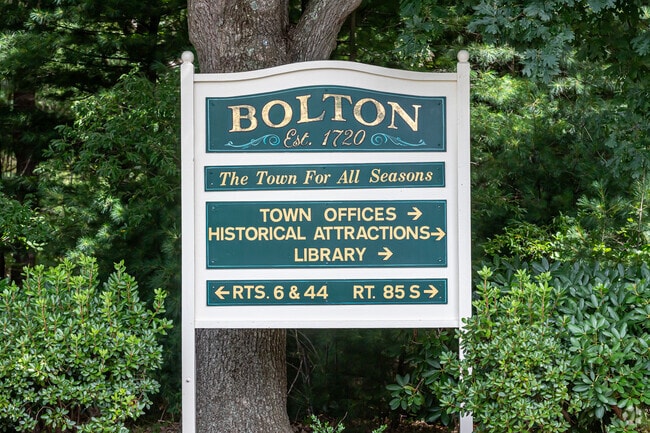 BOLTON
Est. 1720
The Town For All Seasons
TOWN OFFICES →
HISTORICAL ATTRACTIONS→
LIBRARY →
←RTS. 6 & 44 RT. 85 S→